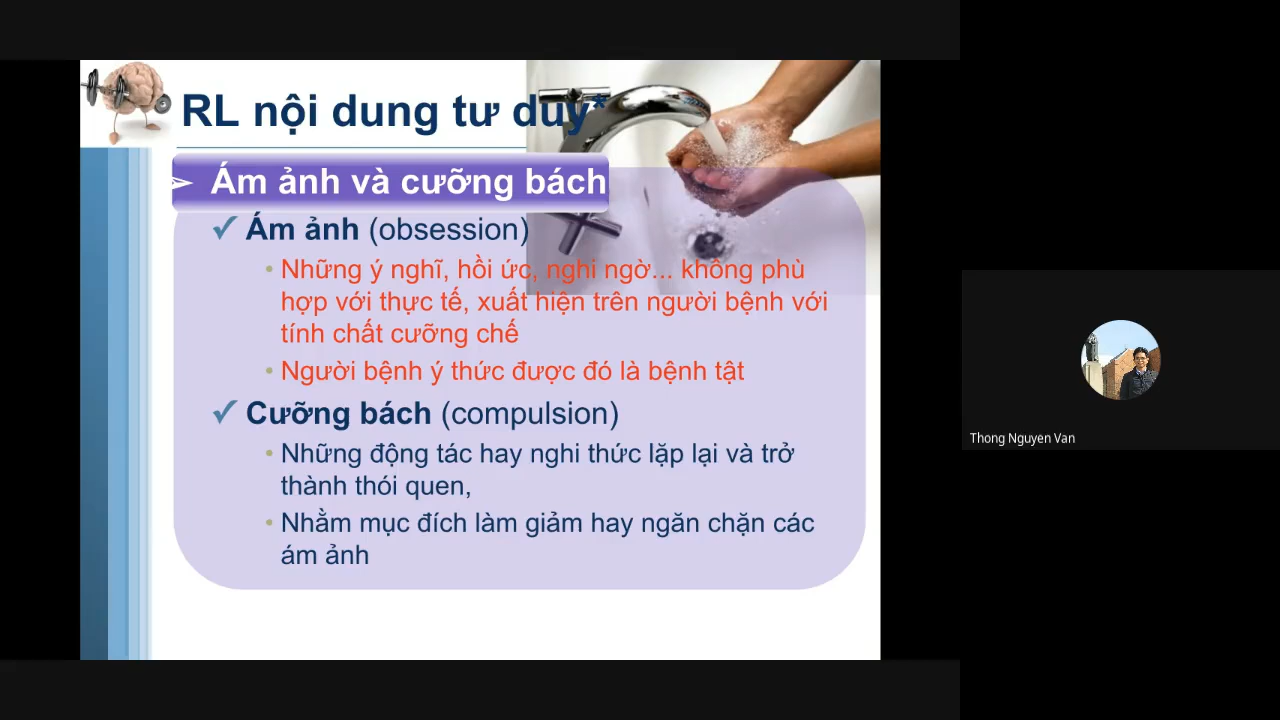 RL nội dung tư duy*
➢ Ám ảnh và cưỡng bách
✓ Ám ảnh (obsession)
• Những ý nghĩ, hồi ức, nghi ngờ... không phù
hợp với thực tế, xuất hiện trên người bệnh với
tính chất cưỡng chế
• Người bệnh ý thức được đó là bệnh tật
✓ Cưỡng bách (compulsion)
• Những động tác hay nghi thức lặp lại và trở
thành thói quen,
• Nhằm mục đích làm giảm hay ngăn chặn các
ám ảnh
Thong Nguyen Van